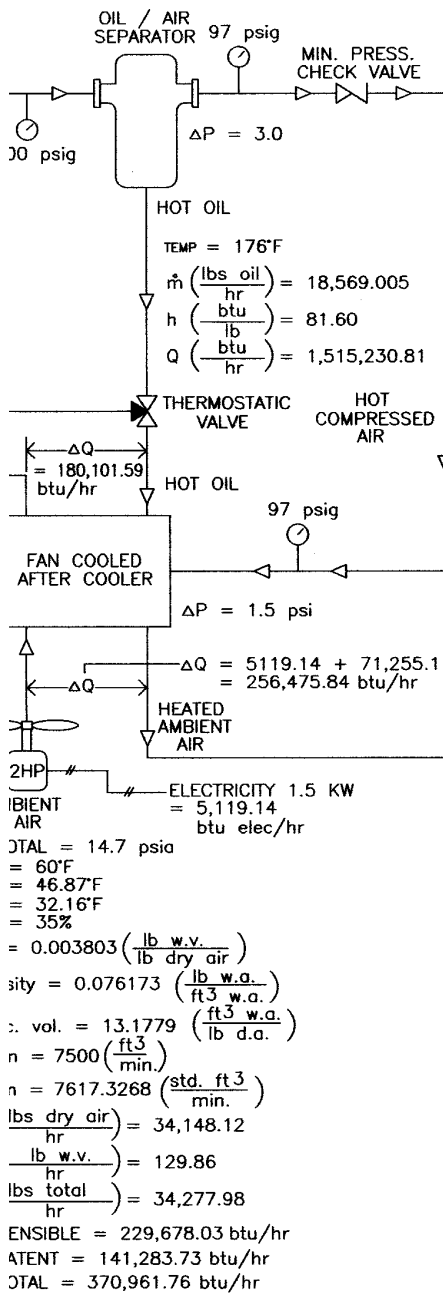 OIL / AIR
SEPARATOR
97 psig
MIN. PRESS.
CHECK VALVE
00 psig
ΔP = 3.0
HOT OIL
TEMP = 176°F
ṁ (lbs oil / hr) = 18,569.005
h (btu / lb) = 81.60
Q (btu / hr) = 1,515,230.81
THERMOSTATIC
VALVE
HOT
COMPRESSED
AIR
ΔQ
= 180,101.59
btu/hr
HOT OIL
97 psig
FAN COOLED
AFTER COOLER
ΔP = 1.5 psi
ΔQ
ΔQ = 5119.14 + 71,255.1
= 256,475.84 btu/hr
HEATED
AMBIENT
AIR
2HP
ELECTRICITY 1.5 KW
= 5,119.14
btu elec/hr
MBIENT
AIR
OTAL = 14.7 psia
= 60°F
= 46.87°F
= 32.16°F
= 35%
= 0.003803 (lb w.v. / lb dry air)
sity = 0.076173 (lb w.a. / ft3 w.a.)
c. vol. = 13.1779 (ft3 w.a. / lb d.a.)
n = 7500 (ft3 / min.)
n = 7617.3268 (std. ft3 / min.)
lbs dry air / hr) = 34,148.12
lb w.v. / hr) = 129.86
lbs total / hr) = 34,277.98
ENSIBLE = 229,678.03 btu/hr
ATENT = 141,283.73 btu/hr
OTAL = 370,961.76 btu/hr